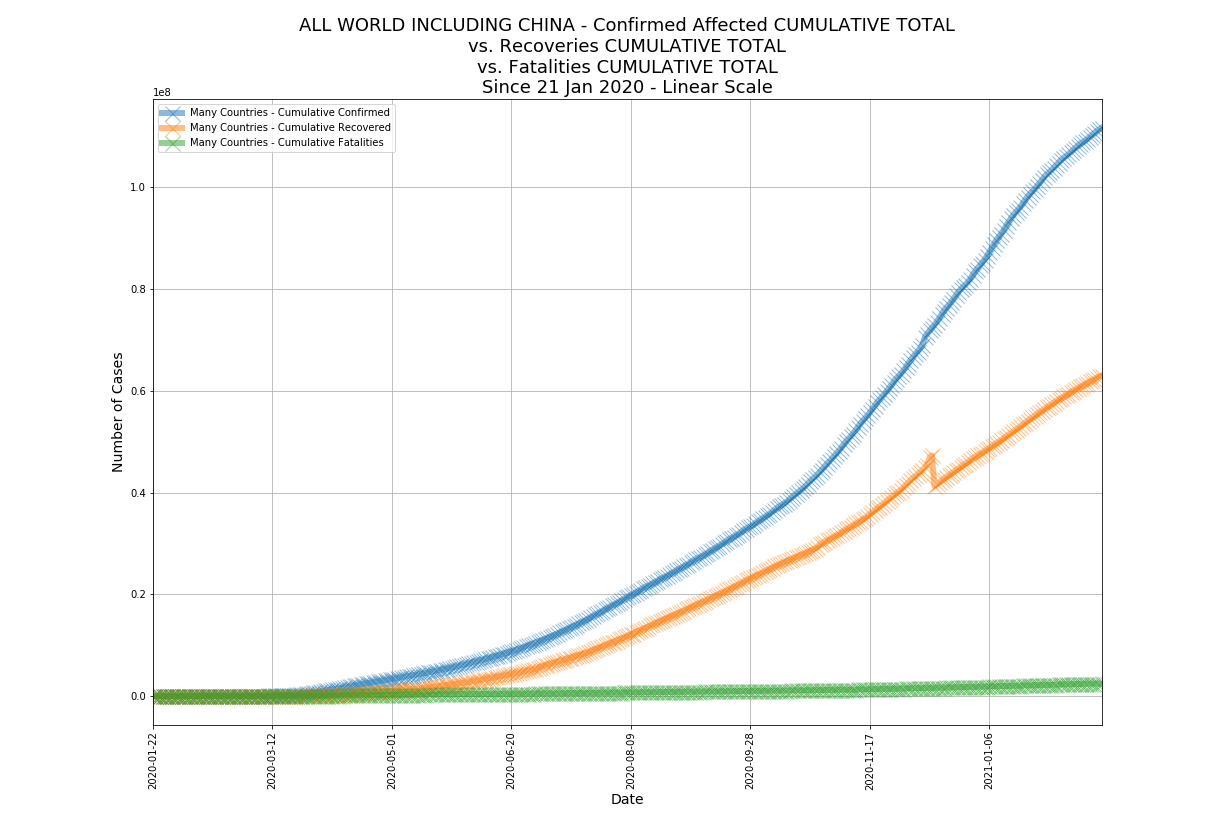 ALL WORLD INCLUDING CHINA - Confirmed Affected CUMULATIVE TOTAL
vs. Recoveries CUMULATIVE TOTAL
vs. Fatalities CUMULATIVE TOTAL
Since 21 Jan 2020 - Linear Scale
1e8
Many Countries - Cumulative Confirmed
Many Countries - Cumulative Recovered
Many Countries - Cumulative Fatalities
1.0
0.8
0.6
0.4
0.2
0.0
Number of Cases
2020-01-22
2020-03-12
2020-05-01
2020-06-20
2020-08-09
2020-09-28
2020-11-17
2021-01-06
Date